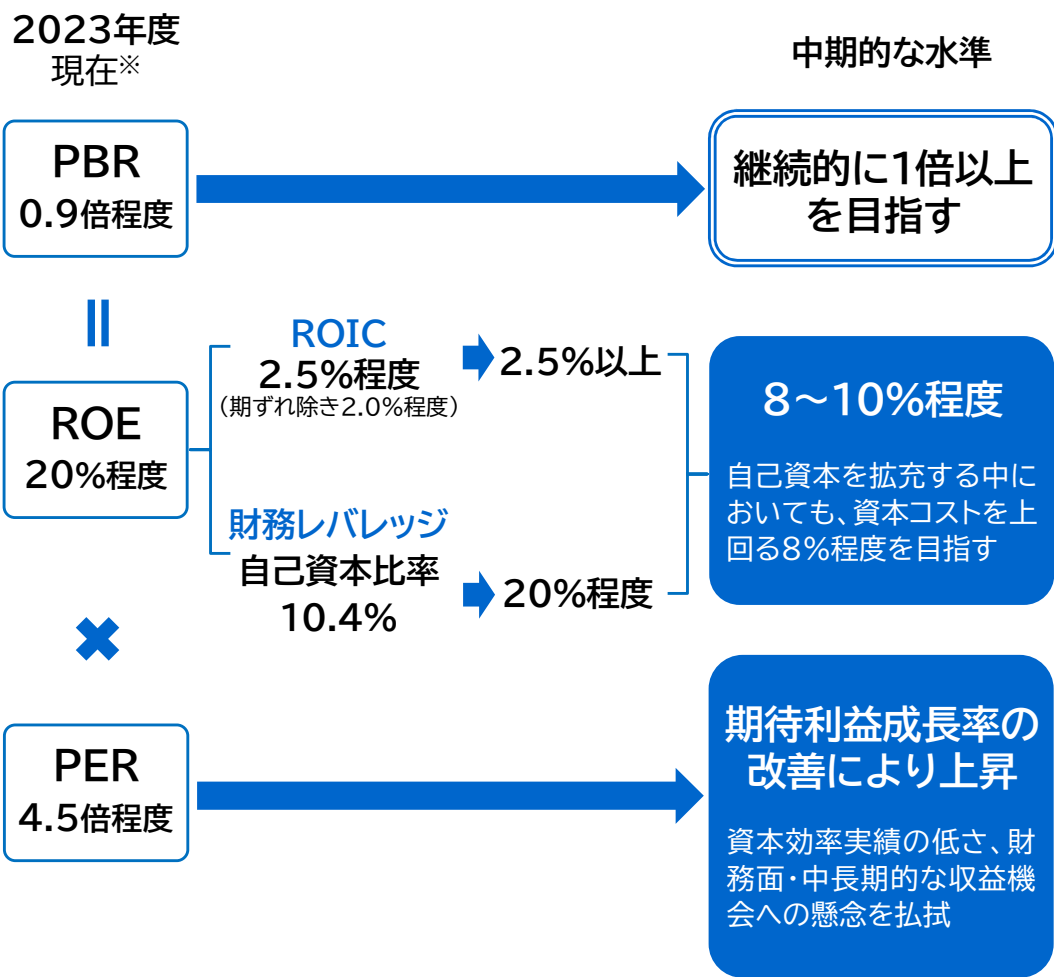 2023年度
現在※
中期的な水準
PBR
0.9倍程度
継続的に1倍以上
を目指す
ROE
20%程度
ROIC
2.5%程度
(期ずれ除き2.0%程度)
2.5%以上
財務レバレッジ
自己資本比率
10.4%
20%程度
8～10%程度
自己資本を拡充する中に
おいても、資本コストを上
回る8%程度を目指す
PER
4.5倍程度
期待利益成長率の
改善により上昇
資本効率実績の低さ、財
務面・中長期的な収益機
会への懸念を払拭